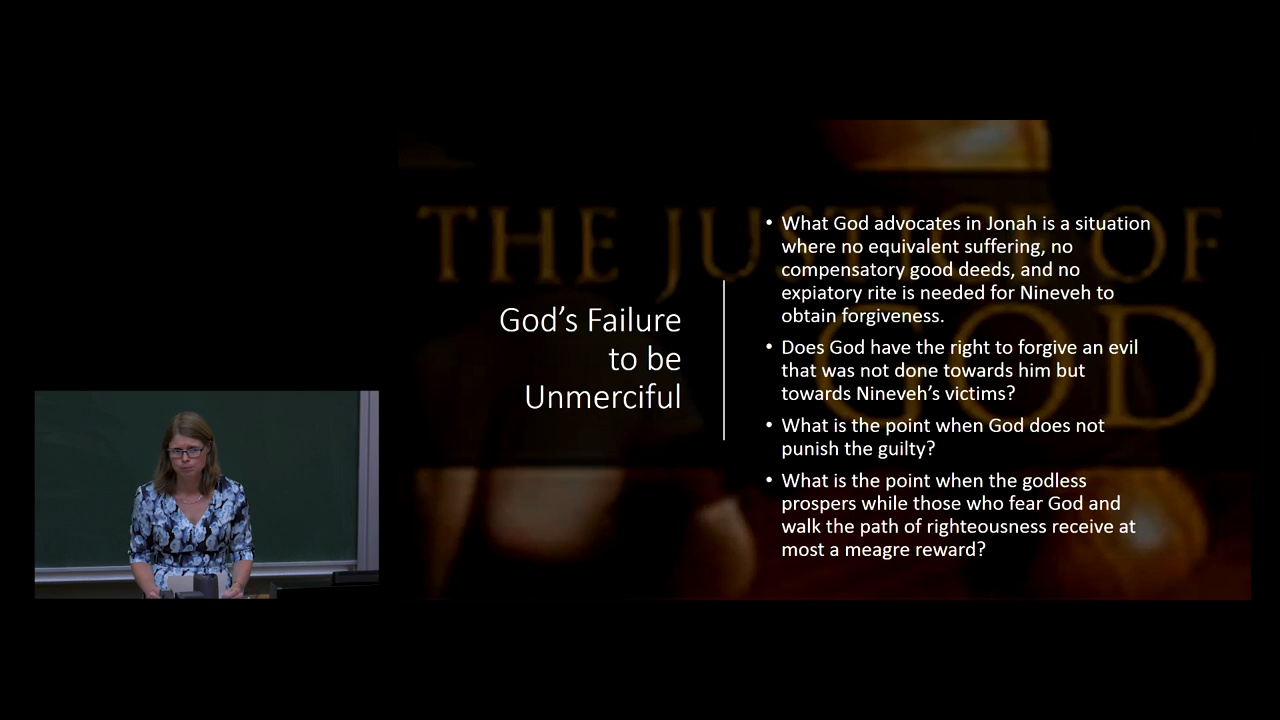 THE JUSTICE OF
GOD
God's Failure
to be
Unmerciful
• What God advocates in Jonah is a situation
where no equivalent suffering, no
compensatory good deeds, and no
expiatory rite is needed for Nineveh to
obtain forgiveness.
• Does God have the right to forgive an evil
that was not done towards him but
towards Nineveh's victims?
• What is the point when God does not
punish the guilty?
• What is the point when the godless
prospers while those who fear God and
walk the path of righteousness receive at
most a meagre reward?